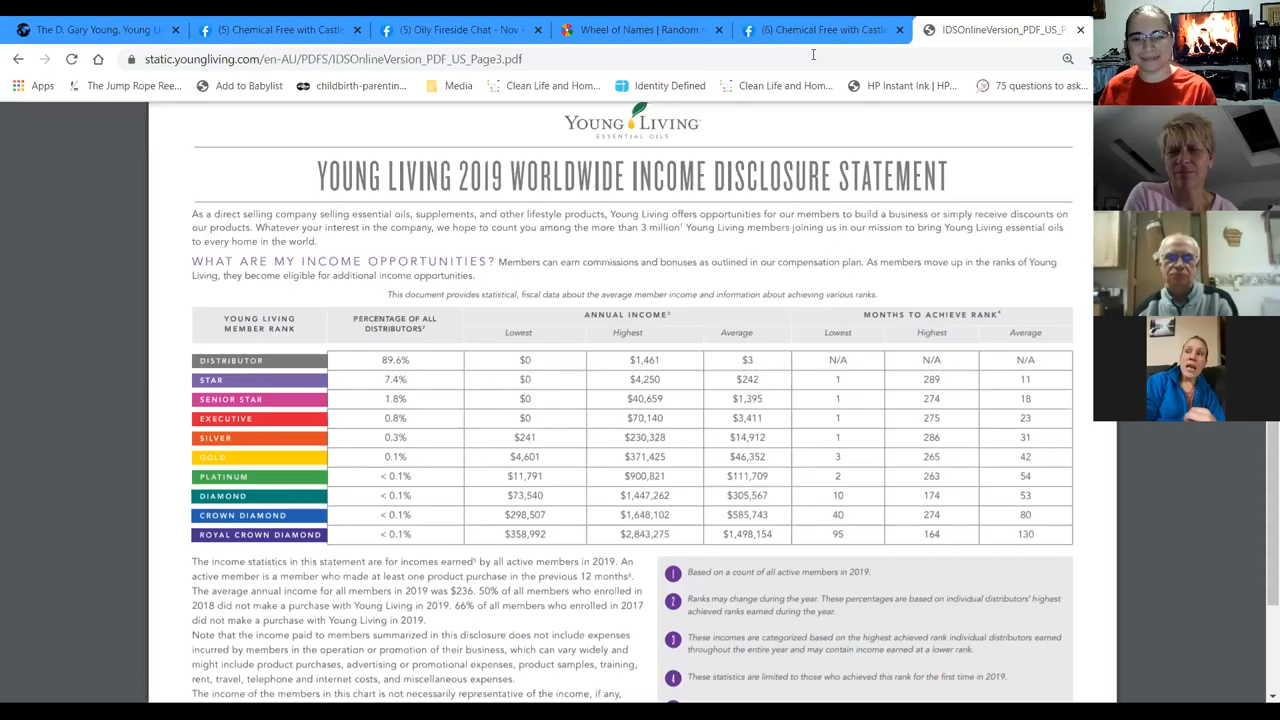 The D. Gary Young, Young Li
(5) Chemical Free with Castle
(5) Oily Fireside Chat - Nov
Wheel of Names | Random n
(6) Chemical Free with Castle
IDSOnlineVersion_PDF_US_P
static.youngliving.com/en-AU/PDFS/IDSOnlineVersion_PDF_US_Page3.pdf
Apps The Jump Rope Ree... Add to Babylist childbirth-parentin... Media Clean Life and Hom... Identity Defined Clean Life and Hom... HP Instant Ink | HP... 75 questions to ask...
YOUNG LIVING
ESSENTIAL OILS
YOUNG LIVING 2019 WORLDWIDE INCOME DISCLOSURE STATEMENT
As a direct selling company selling essential oils, supplements, and other lifestyle products, Young Living offers opportunities for our members to build a business or simply receive discounts on
our products. Whatever your interest in the company, we hope to count you among the more than 3 million¹ Young Living members joining us in our mission to bring Young Living essential oils
to every home in the world.
WHAT ARE MY INCOME OPPORTUNITIES? Members can earn commissions and bonuses as outlined in our compensation plan. As members move up in the ranks of Young
Living, they become eligible for additional income opportunities.
This document provides statistical, fiscal data about the average member income and information about achieving various ranks.
YOUNG LIVING MEMBER RANK PERCENTAGE OF ALL DISTRIBUTORS² ANNUAL INCOME³ MONTHS TO ACHIEVE RANK⁴
Lowest Highest Average Lowest Highest Average
DISTRIBUTOR 89.6% $0 $1,461 $3 N/A N/A N/A
STAR 7.4% $0 $4,250 $242 1 289 11
SENIOR STAR 1.8% $0 $40,659 $1,395 1 274 18
EXECUTIVE 0.8% $0 $70,140 $3,411 1 275 23
SILVER 0.3% $241 $230,328 $14,912 1 286 31
GOLD 0.1% $4,601 $371,425 $46,352 3 265 42
PLATINUM < 0.1% $11,791 $900,821 $111,709 2 263 54
DIAMOND < 0.1% $73,540 $1,447,262 $305,567 10 174 53
CROWN DIAMOND < 0.1% $298,507 $1,648,102 $585,743 40 274 80
ROYAL CROWN DIAMOND < 0.1% $358,992 $2,843,275 $1,498,154 95 164 130
The income statistics in this statement are for incomes earned⁵ by all active members in 2019. An
active member is a member who made at least one product purchase in the previous 12 months⁶.
The average annual income for all members in 2019 was $236. 50% of all members who enrolled in
2018 did not make a purchase with Young Living in 2019. 66% of all members who enrolled in 2017
did not make a purchase with Young Living in 2019.
Note that the income paid to members summarized in this disclosure does not include expenses
incurred by members in the operation or promotion of their business, which can vary widely and
might include product purchases, advertising or promotional expenses, product samples, training,
rent, travel, telephone and internet costs, and miscellaneous expenses.
The income of the members in this chart is not necessarily representative of the income, if any,
1 Based on a count of all active members in 2019.
2 Ranks may change during the year. These percentages are based on individual distributors' highest
achieved ranks earned during the year.
3 These incomes are categorized based on the highest achieved rank individual distributors earned
throughout the entire year and may contain income earned at a lower rank.
4 These statistics are limited to those who achieved this rank for the first time in 2019.